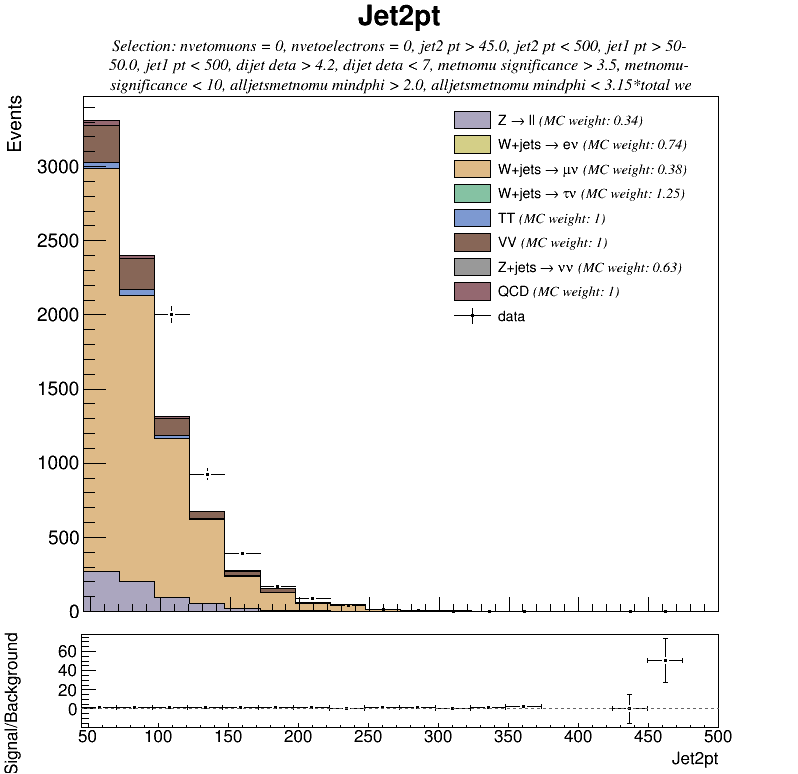 Jet2pt
Selection: nvetomuons = 0, nvetoelectrons = 0, jet2 pt > 45.0, jet2 pt < 500, jet1 pt > 50-
50.0, jet1 pt < 500, dijet deta > 4.2, dijet deta < 7, metnomu significance > 3.5, metnomu-
significance < 10, alljetsmetnomu mindphi > 2.0, alljetsmetnomu mindphi < 3.15*total we
Events
3000
2500
2000
1500
1000
500
0
Z → ll (MC weight: 0.34)
W+jets → eν (MC weight: 0.74)
W+jets → μν (MC weight: 0.38)
W+jets → τν (MC weight: 1.25)
TT (MC weight: 1)
VV (MC weight: 1)
Z+jets → νν (MC weight: 0.63)
QCD (MC weight: 1)
data
Signal/Background
60
40
20
0
50 100 150 200 250 300 350 400 450 500
Jet2pt